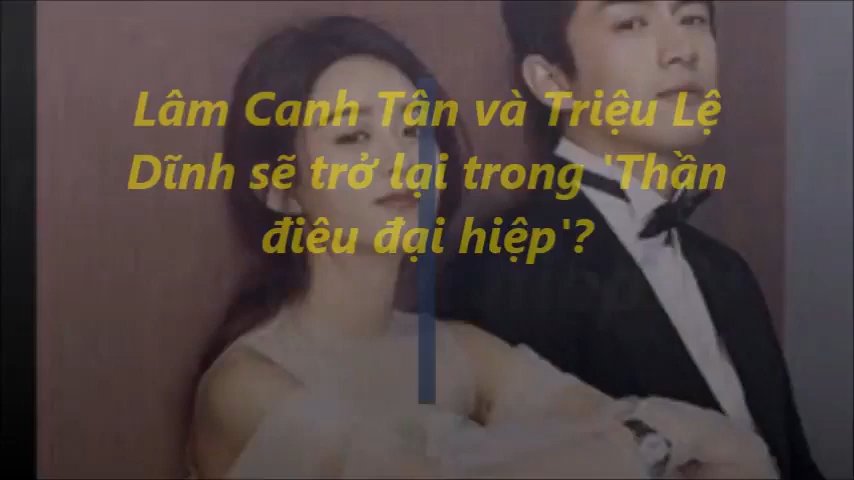 Lâm Canh Tân và Triệu Lệ
Dĩnh sẽ trở lại trong 'Thần
điêu đại hiệp'?